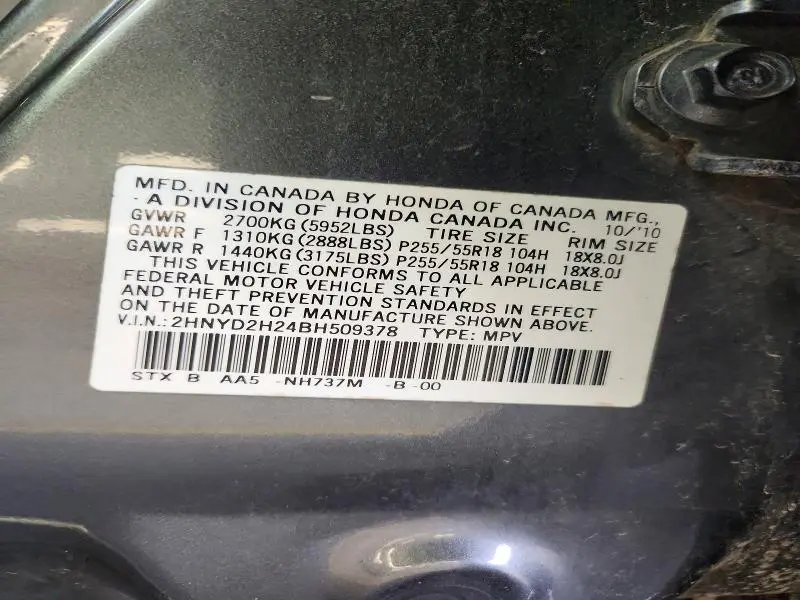 MFD. IN CANADA BY HONDA OF CANADA MFG.,
A DIVISION OF HONDA CANADA INC. 10/'10
GVWR 2700KG (5952LBS) TIRE SIZE RIM SIZE
GAWR F 1310KG (2888LBS) P255/55R18 104H 18X8.0J
GAWR R 1440KG (3175LBS) P255/55R18 104H 18X8.0J
THIS VEHICLE CONFORMS TO ALL APPLICABLE
FEDERAL MOTOR VEHICLE SAFETY
AND THEFT PREVENTION STANDARDS IN EFFECT
ON THE DATE OF MANUFACTURE SHOWN ABOVE.
V.I.N.: 2HNYD2H24BH509378 TYPE: MPV
STX B AA5 -NH737M -B -00